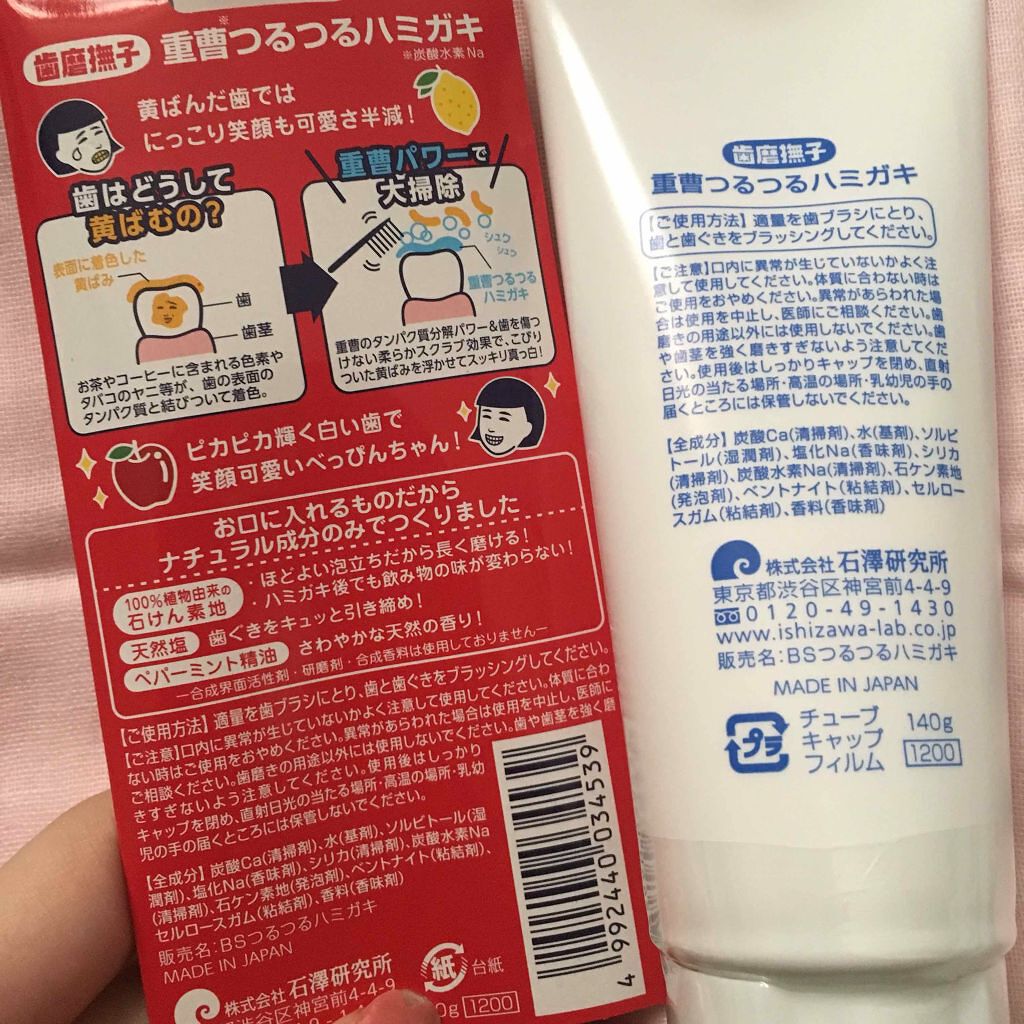 歯磨撫子
重曹つるつるハミガキ
※
※炭酸水素Na
黄ばんだ歯では
にっこり笑顔も可愛さ半減!
歯はどうして
黄ばむの?
表面に着色した
黄ばみ
歯
歯茎
お茶やコーヒーに含まれる色素や
タバコのヤニ等が、歯の表面の
タンパク質と結びついて着色。
重曹パワーで
大掃除
シュワ
シュワ
重曹つるつる
ハミガキ
重曹のタンパク質分解パワー&歯を傷つ
けない柔らかスクラブ効果で、こびり
ついた黄ばみを浮かせてスッキリ真っ白!
ピカピカ輝く白い歯で
笑顔可愛いべっぴんちゃん!
お口に入れるものだから
ナチュラル成分のみでつくりました
100%植物由来の
石けん素地
・ほどよい泡立ちだから長く磨ける!
・ハミガキ後でも飲み物の味が変わらない!
天然塩 歯ぐきをキュッと引き締め!
ペパーミント精油 さわやかな天然の香り!
―合成界面活性剤・研磨剤・合成香料は使用しておりません―
【ご使用方法】適量を歯ブラシにとり、歯と歯ぐきをブラッシングしてください。
【ご注意】口内に異常が生じていないかよく注意して使用してください。体質に合わ
ない時はご使用をおやめください。異常があらわれた場合は使用を中止し、医師に
ご相談ください。歯磨きの用途以外には使用しないでください。歯や歯茎を強く磨
きすぎないよう注意してください。使用後はしっかり
キャップを閉め、直射日光の当たる場所・高温の場所・乳幼
児の手の届くところには保管しないでください。
【全成分】炭酸Ca(清掃剤)、水(基剤)、ソルビトール(湿
潤剤)、塩化Na(香味剤)、シリカ(清掃剤)、炭酸水素Na
(清掃剤)、石ケン素地(発泡剤)、ベントナイト(粘結剤)、
セルロースガム(粘結剤)、香料(香味剤)
販売名:BSつるつるハミガキ
MADE IN JAPAN
株式会社 石澤研究所
渋谷区神宮前4-4-9
紙 台紙
0g 1200
4 992440 034539
歯磨撫子
重曹つるつるハミガキ
【ご使用方法】適量を歯ブラシにとり、
歯と歯ぐきをブラッシングしてください。
【ご注意】口内に異常が生じていないかよく注
意して使用してください。体質に合わない時は
ご使用をおやめください。異常があらわれた場
合は使用を中止し、医師にご相談ください。歯
磨きの用途以外には使用しないでください。歯
や歯茎を強く磨きすぎないよう注意してくださ
い。使用後はしっかりキャップを閉め、直射
日光の当たる場所・高温の場所・乳幼児の手の
届くところには保管しないでください。
【全成分】炭酸Ca(清掃剤)、水(基剤)、ソルビ
トール(湿潤剤)、塩化Na(香味剤)、シリカ
(清掃剤)、炭酸水素Na(清掃剤)、石ケン素地
(発泡剤)、ベントナイト(粘結剤)、セルロー
スガム(粘結剤)、香料(香味剤)
株式会社 石澤研究所
東京都渋谷区神宮前4-4-9
0120-49-1430
www.ishizawa-lab.co.jp
販売名:BSつるつるハミガキ
MADE IN JAPAN
プラ
チューブ
キャップ
フィルム
140g
1200